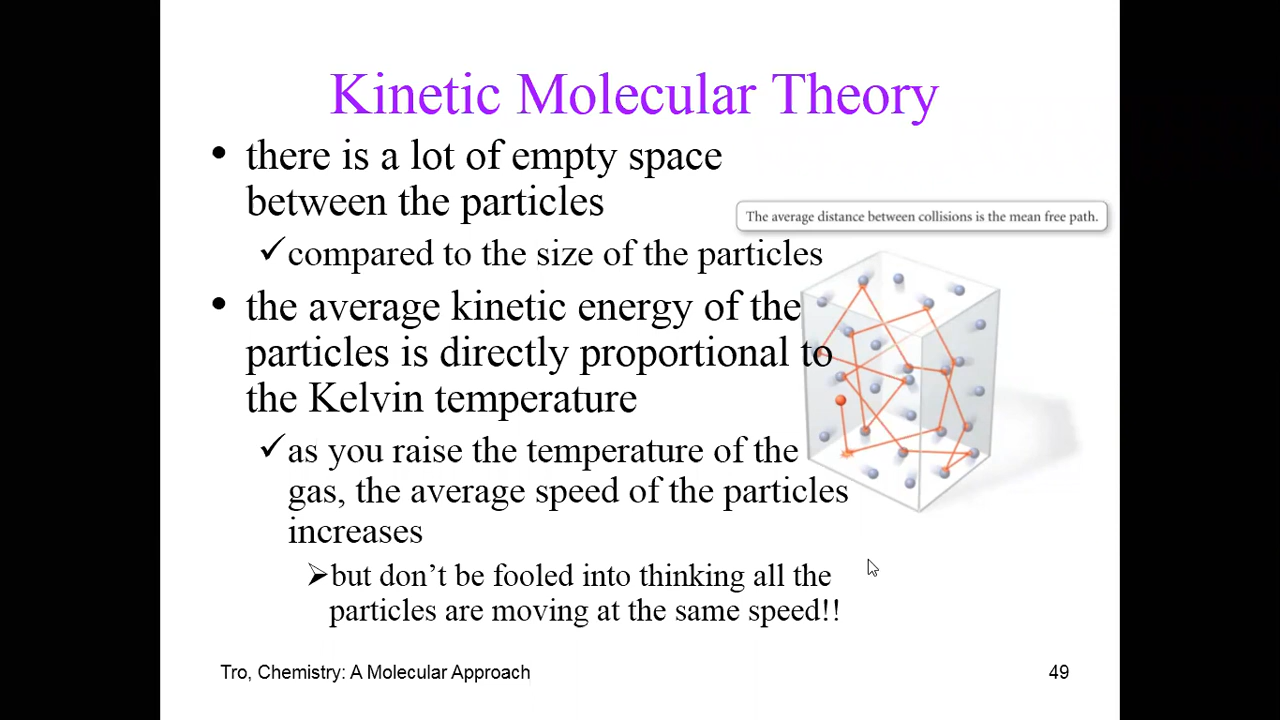 Kinetic Molecular Theory
• there is a lot of empty space
between the particles
✓compared to the size of the particles
• the average kinetic energy of the
particles is directly proportional to
the Kelvin temperature
✓as you raise the temperature of the
gas, the average speed of the particles
increases
➢but don’t be fooled into thinking all the
particles are moving at the same speed!!
The average distance between collisions is the mean free path.
Tro, Chemistry: A Molecular Approach
49